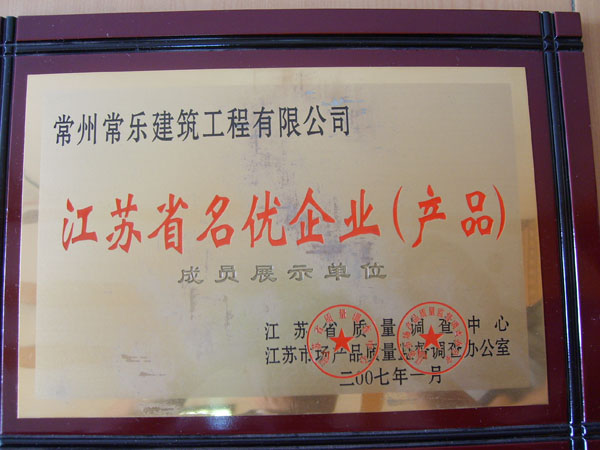 常州常乐建筑工程有限公司
江苏省名优企业(产品)
成员展示单位
江苏省质量调查中心
江苏市场产品质量监督调查办公室
二00七年一月